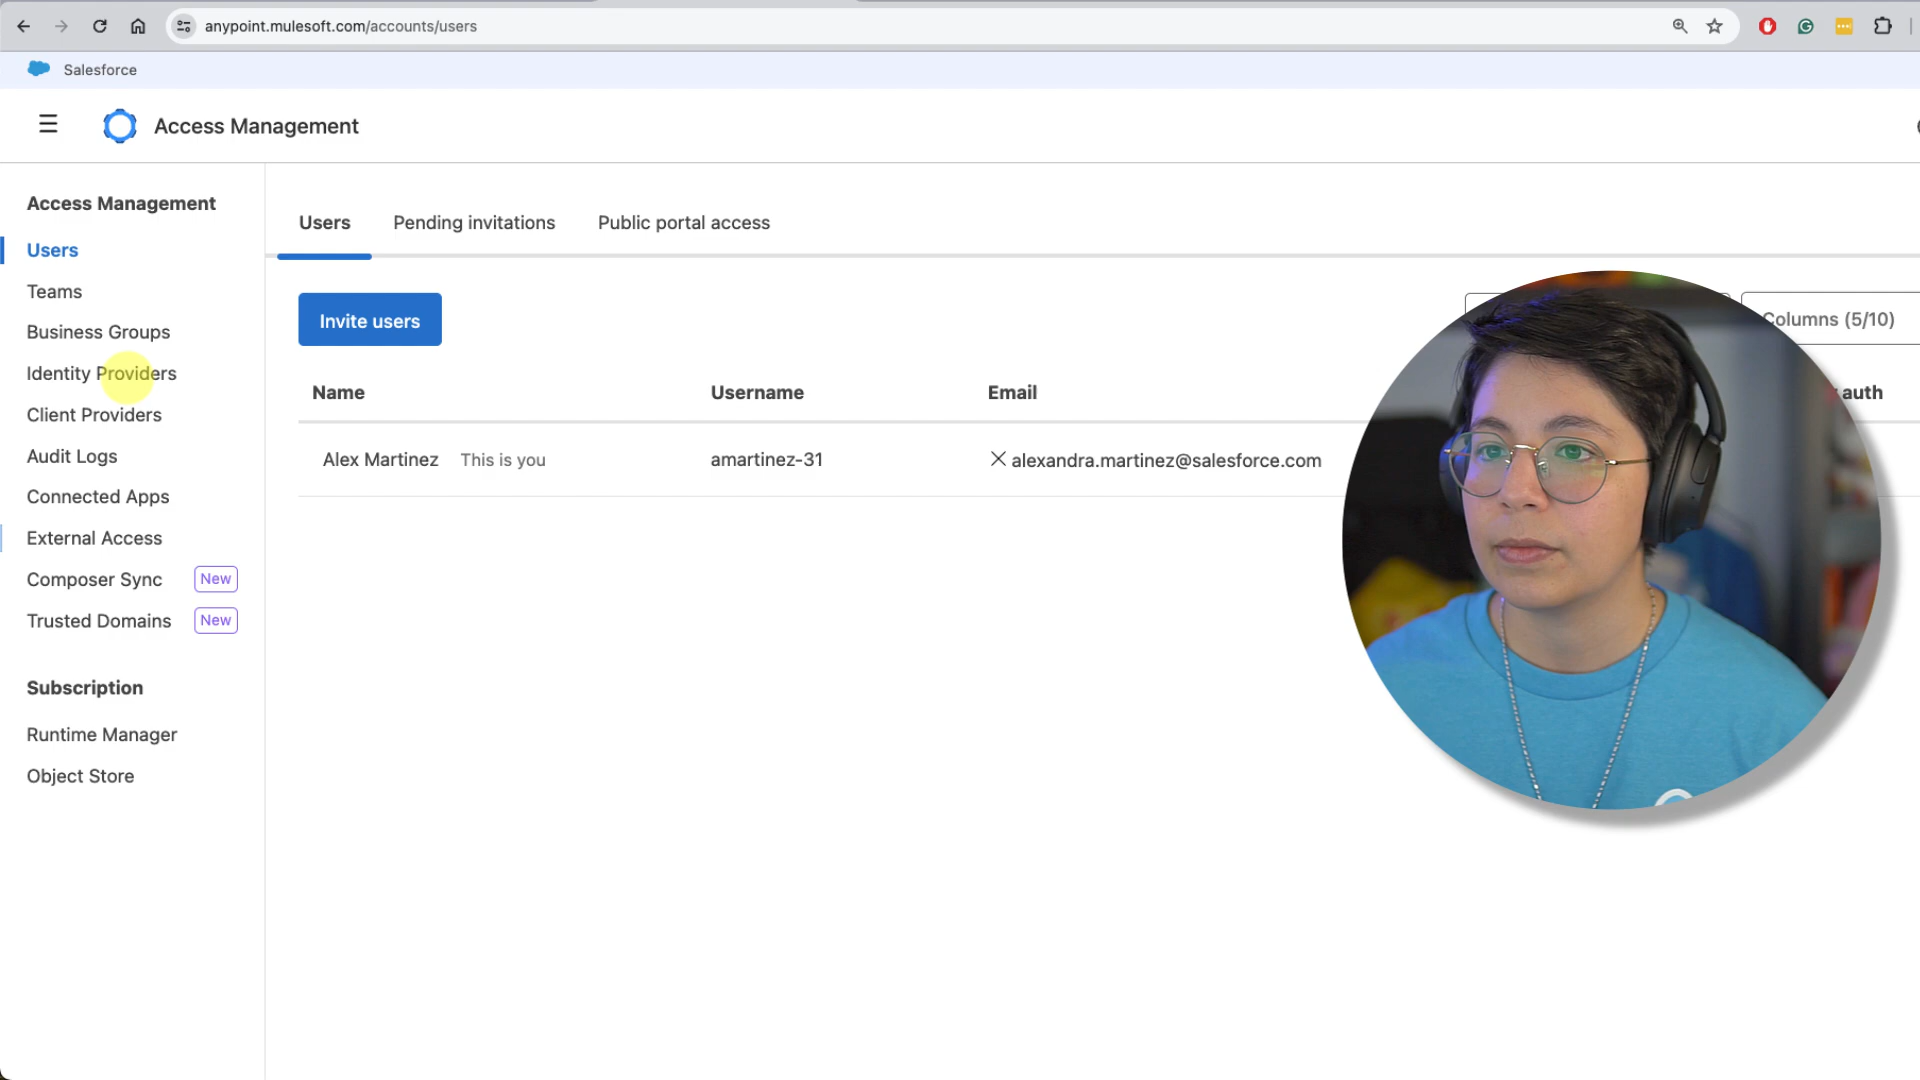 anypoint.mulesoft.com/accounts/users
Salesforce
Access Management
Access Management
Users
Teams
Business Groups
Identity Providers
Client Providers
Audit Logs
Connected Apps
External Access
Composer Sync New
Trusted Domains New
Subscription
Runtime Manager
Object Store
Users Pending invitations Public portal access
Invite users
Columns (5/10)
Name Username Email auth
Alex Martinez This is you amartinez-31 alexandra.martinez@salesforce.com